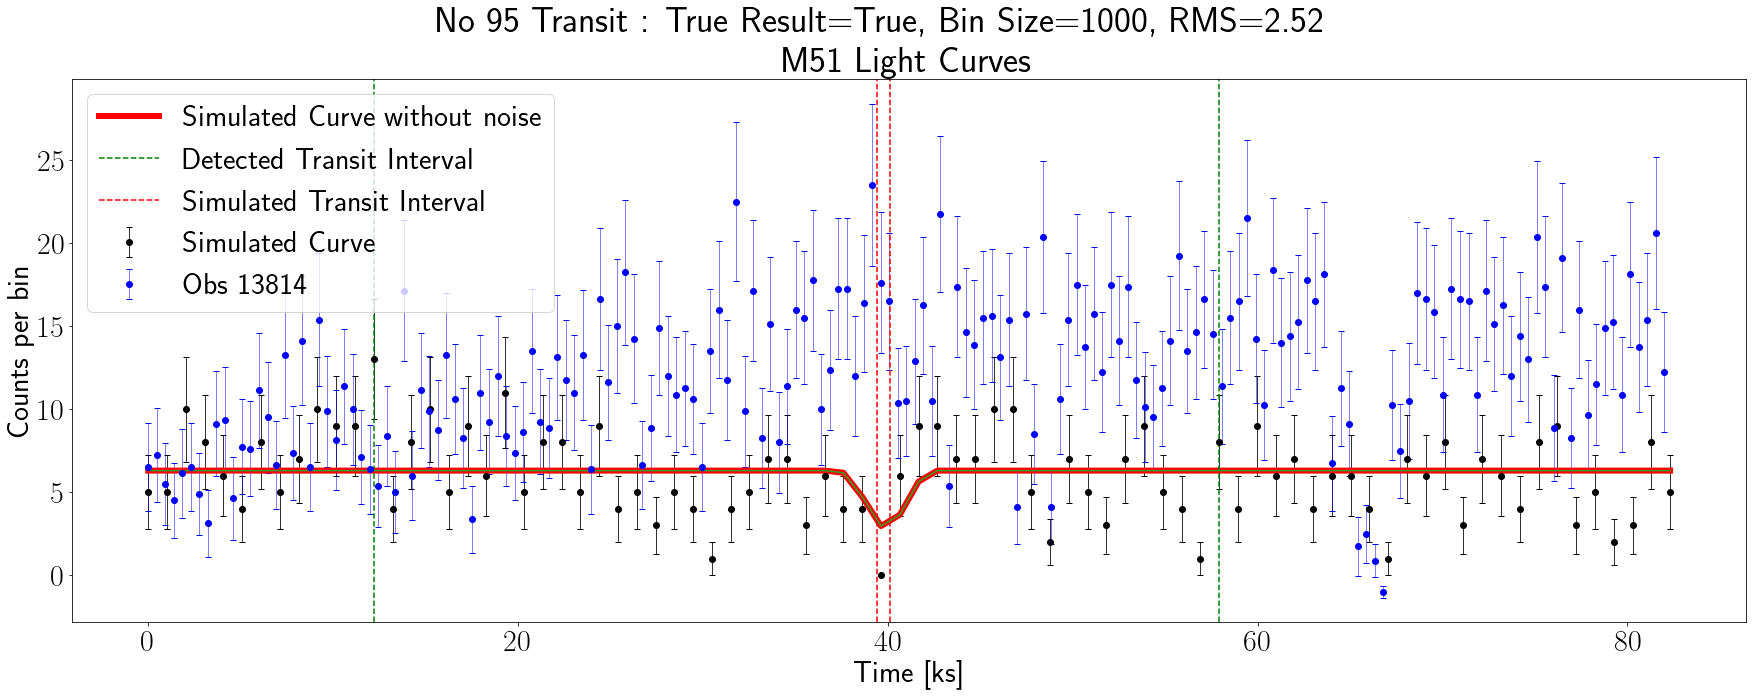 No 95 Transit : True Result=True, Bin Size=1000, RMS=2.52
M51 Light Curves
Simulated Curve without noise
Detected Transit Interval
Simulated Transit Interval
Simulated Curve
Obs 13814
Counts per bin
25
20
15
10
5
0
0 20 40 60 80
Time [ks]